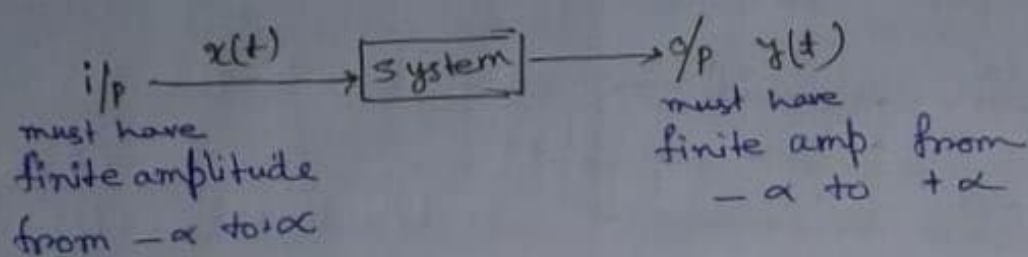 x(t)
i/p system o/p y(t)
must have
finite amplitude
from -α to +α
must have
finite amp. from
-α to +α